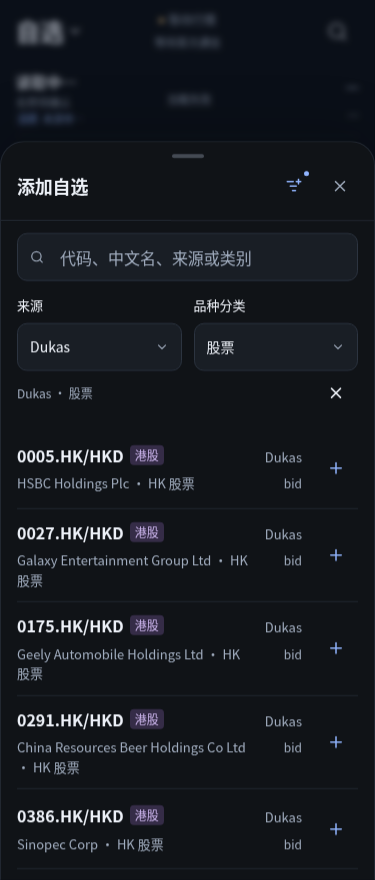 自选
添加自选
代码、中文名、来源或类别
来源
品种分类
Dukas
股票
Dukas · 股票
0005.HK/HKD 港股 Dukas
HSBC Holdings Plc · HK 股票 bid
0027.HK/HKD 港股 Dukas
Galaxy Entertainment Group Ltd · HK bid
股票
0175.HK/HKD 港股 Dukas
Geely Automobile Holdings Ltd · HK bid
股票
0291.HK/HKD 港股 Dukas
China Resources Beer Holdings Co Ltd bid
· HK 股票
0386.HK/HKD 港股 Dukas
Sinopec Corp · HK 股票 bid